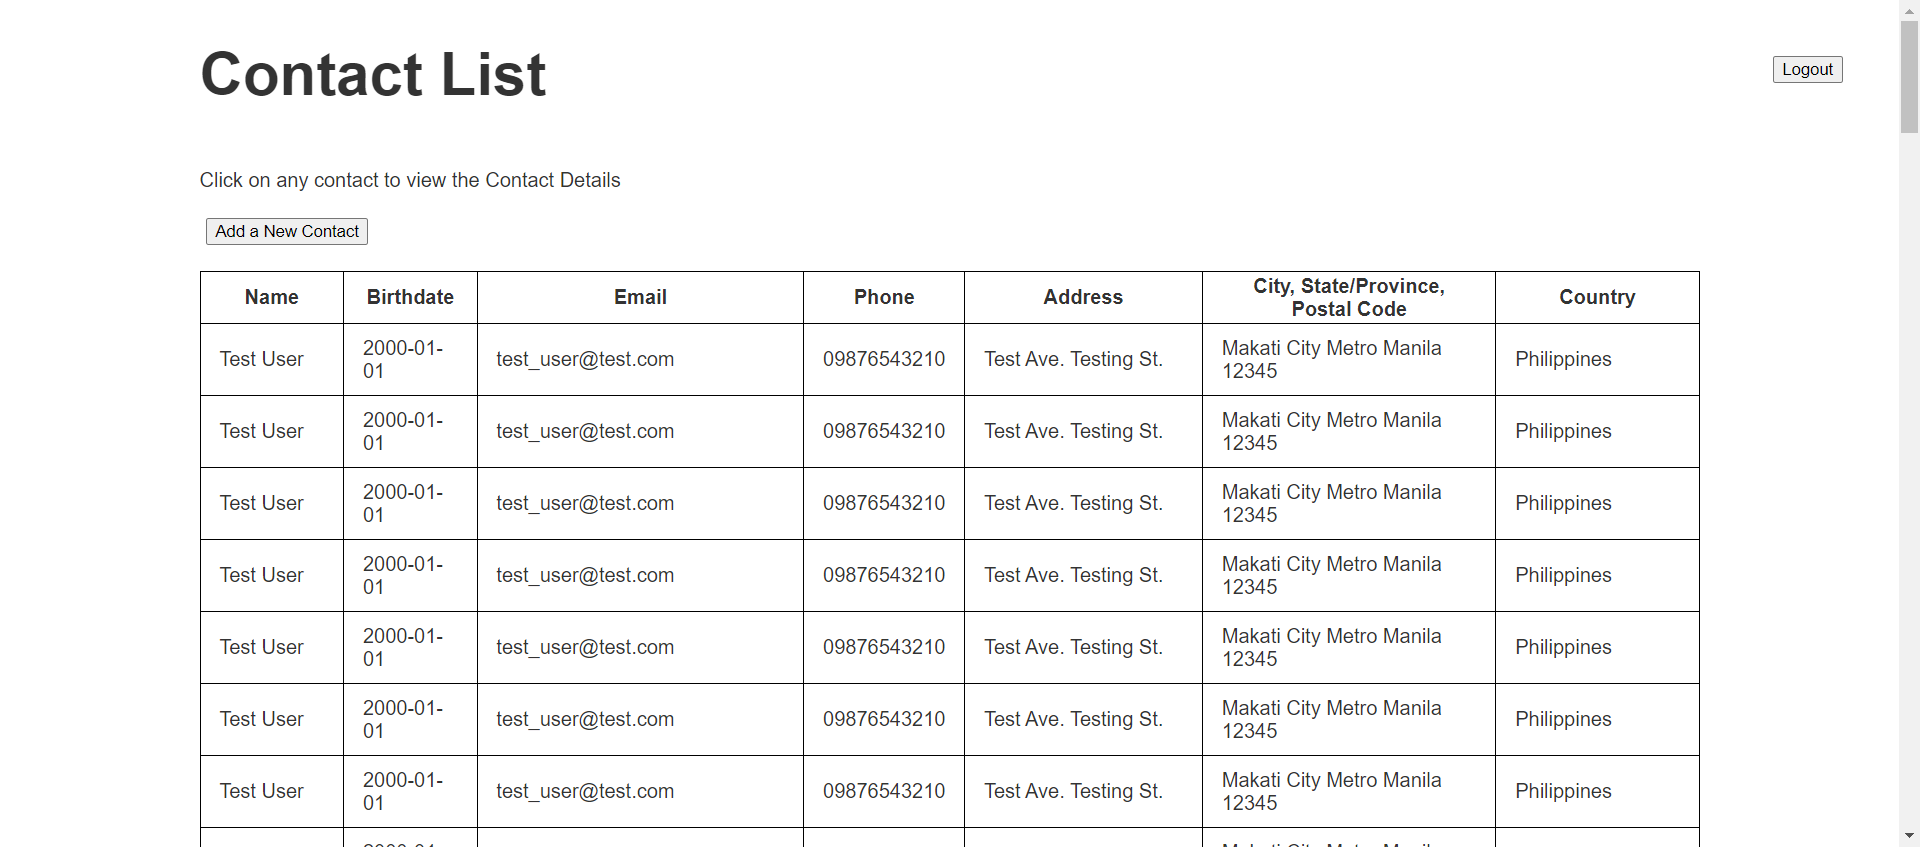 Contact List
Logout
Click on any contact to view the Contact Details
Add a New Contact
Name Birthdate Email Phone Address City, State/Province, Postal Code Country
Test User 2000-01-01 test_user@test.com 09876543210 Test Ave. Testing St. Makati City Metro Manila 12345 Philippines
Test User 2000-01-01 test_user@test.com 09876543210 Test Ave. Testing St. Makati City Metro Manila 12345 Philippines
Test User 2000-01-01 test_user@test.com 09876543210 Test Ave. Testing St. Makati City Metro Manila 12345 Philippines
Test User 2000-01-01 test_user@test.com 09876543210 Test Ave. Testing St. Makati City Metro Manila 12345 Philippines
Test User 2000-01-01 test_user@test.com 09876543210 Test Ave. Testing St. Makati City Metro Manila 12345 Philippines
Test User 2000-01-01 test_user@test.com 09876543210 Test Ave. Testing St. Makati City Metro Manila 12345 Philippines
Test User 2000-01-01 test_user@test.com 09876543210 Test Ave. Testing St. Makati City Metro Manila 12345 Philippines